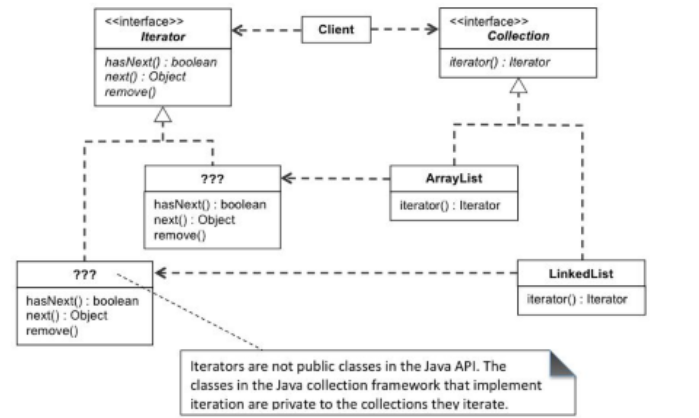 <<interface>>
Iterator
hasNext() : boolean
next() : Object
remove()
Client
<<interface>>
Collection
iterator() : Iterator
???
hasNext() : boolean
next() : Object
remove()
ArrayList
iterator() : Iterator
???
hasNext() : boolean
next() : Object
remove()
LinkedList
iterator() : Iterator
Iterators are not public classes in the Java API. The
classes in the Java collection framework that implement
iteration are private to the collections they iterate.